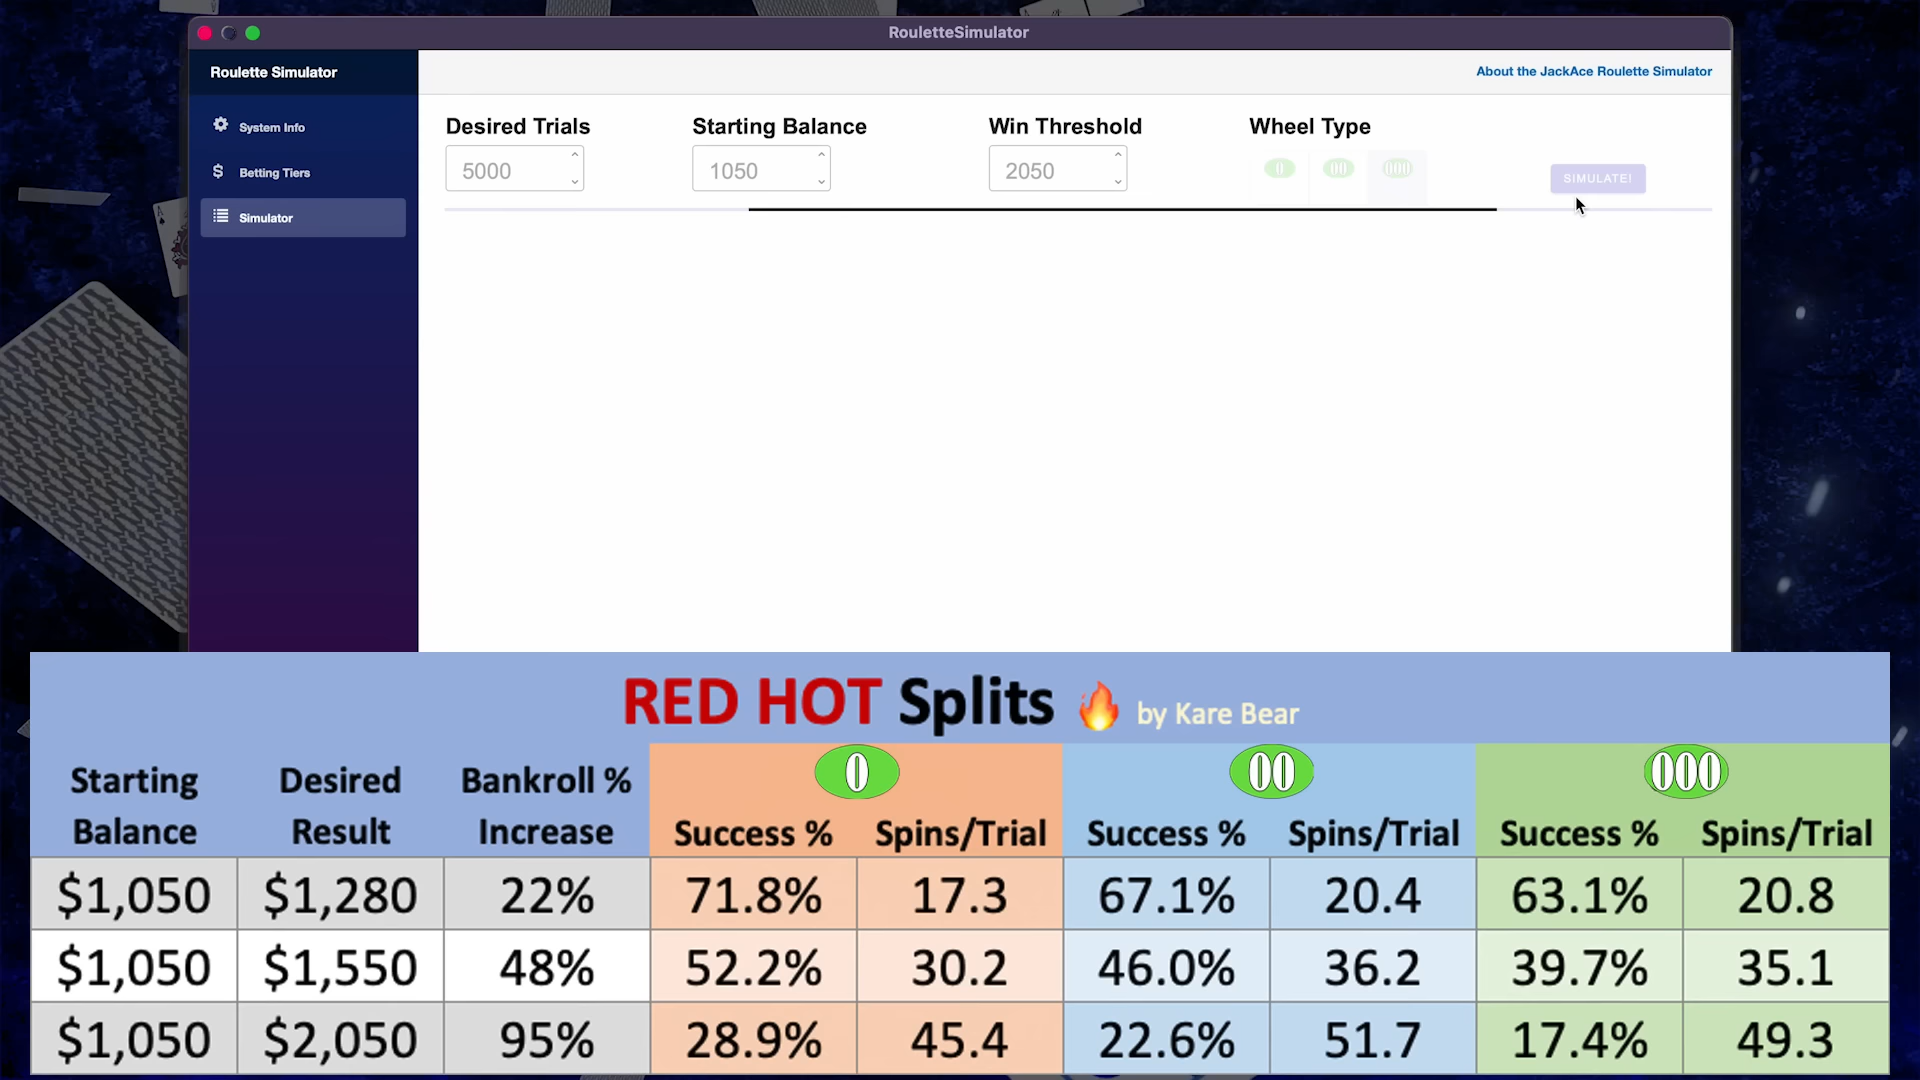 RouletteSimulator
Roulette Simulator
About the JackAce Roulette Simulator
System Info
Betting Tiers
Simulator
Desired Trials Starting Balance Win Threshold Wheel Type
5000 1050 2050 0 00 000 SIMULATE!
RED HOT Splits 🔥 by Kare Bear
0 00 000
Starting Desired Bankroll %
Balance Result Increase Success % Spins/Trial Success % Spins/Trial Success % Spins/Trial
$1,050 $1,280 22% 71.8% 17.3 67.1% 20.4 63.1% 20.8
$1,050 $1,550 48% 52.2% 30.2 46.0% 36.2 39.7% 35.1
$1,050 $2,050 95% 28.9% 45.4 22.6% 51.7 17.4% 49.3